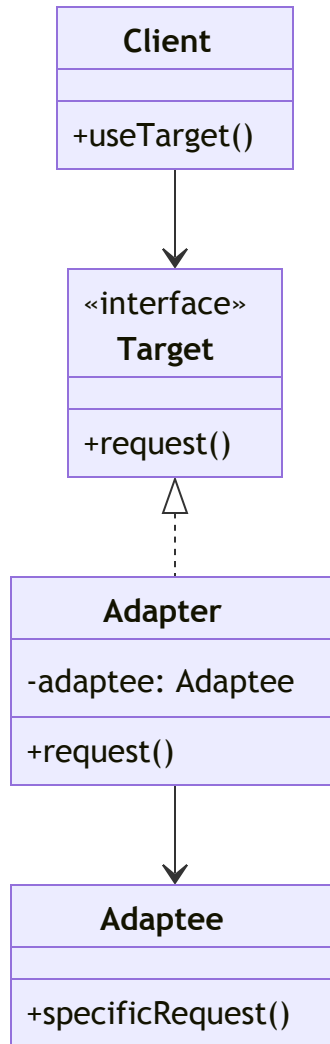 Client
+useTarget()
«interface»
Target
+request()
Adapter
-adaptee: Adaptee
+request()
Adaptee
+specificRequest()